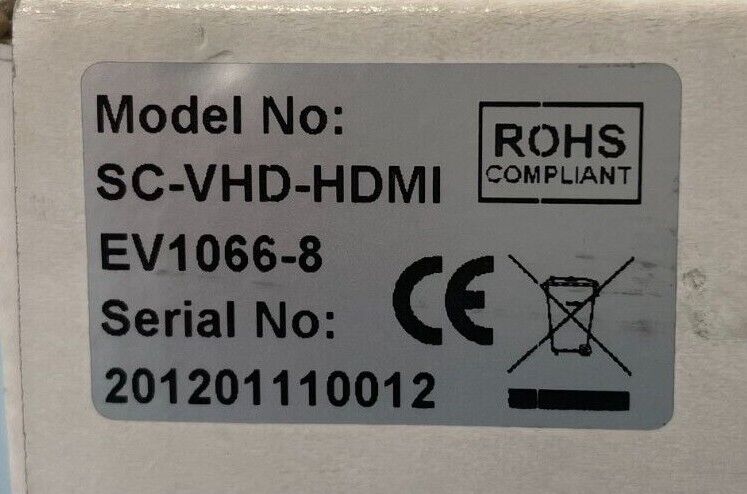 Model No:
SC-VHD-HDMI
EV1066-8
Serial No:
201201110012
ROHS
COMPLIANT
CE